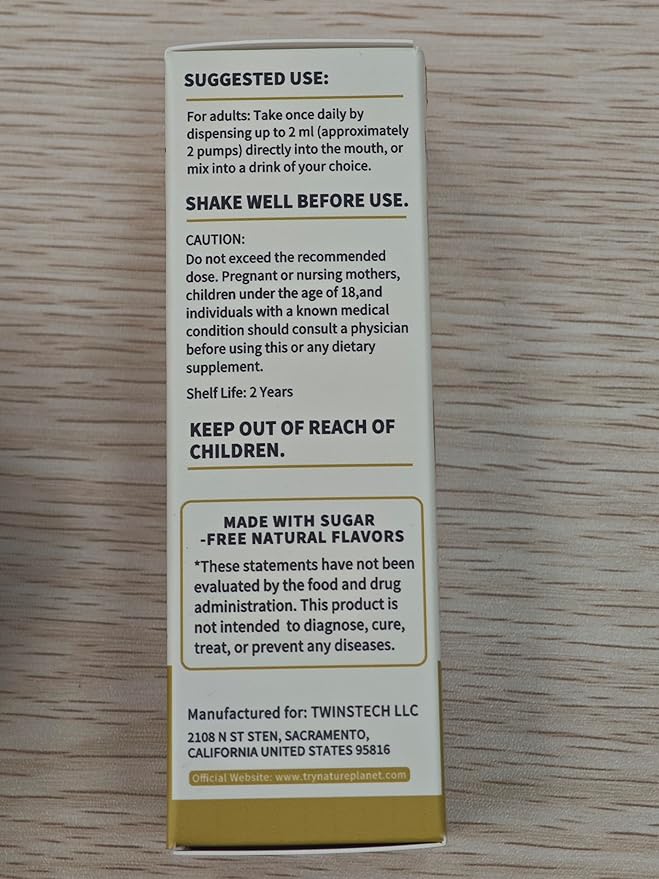 SUGGESTED USE:
For adults: Take once daily by
dispensing up to 2 ml (approximately
2 pumps) directly into the mouth, or
mix into a drink of your choice.
SHAKE WELL BEFORE USE.
CAUTION:
Do not exceed the recommended
dose. Pregnant or nursing mothers,
children under the age of 18,and
individuals with a known medical
condition should consult a physician
before using this or any dietary
supplement.
Shelf Life: 2 Years
KEEP OUT OF REACH OF
CHILDREN.
MADE WITH SUGAR
-FREE NATURAL FLAVORS
*These statements have not been
evaluated by the food and drug
administration. This product is
not intended to diagnose, cure,
treat, or prevent any diseases.
Manufactured for: TWINSTECH LLC
2108 N ST STEN, SACRAMENTO,
CALIFORNIA UNITED STATES 95816
Official Website: www.trynatureplanet.com